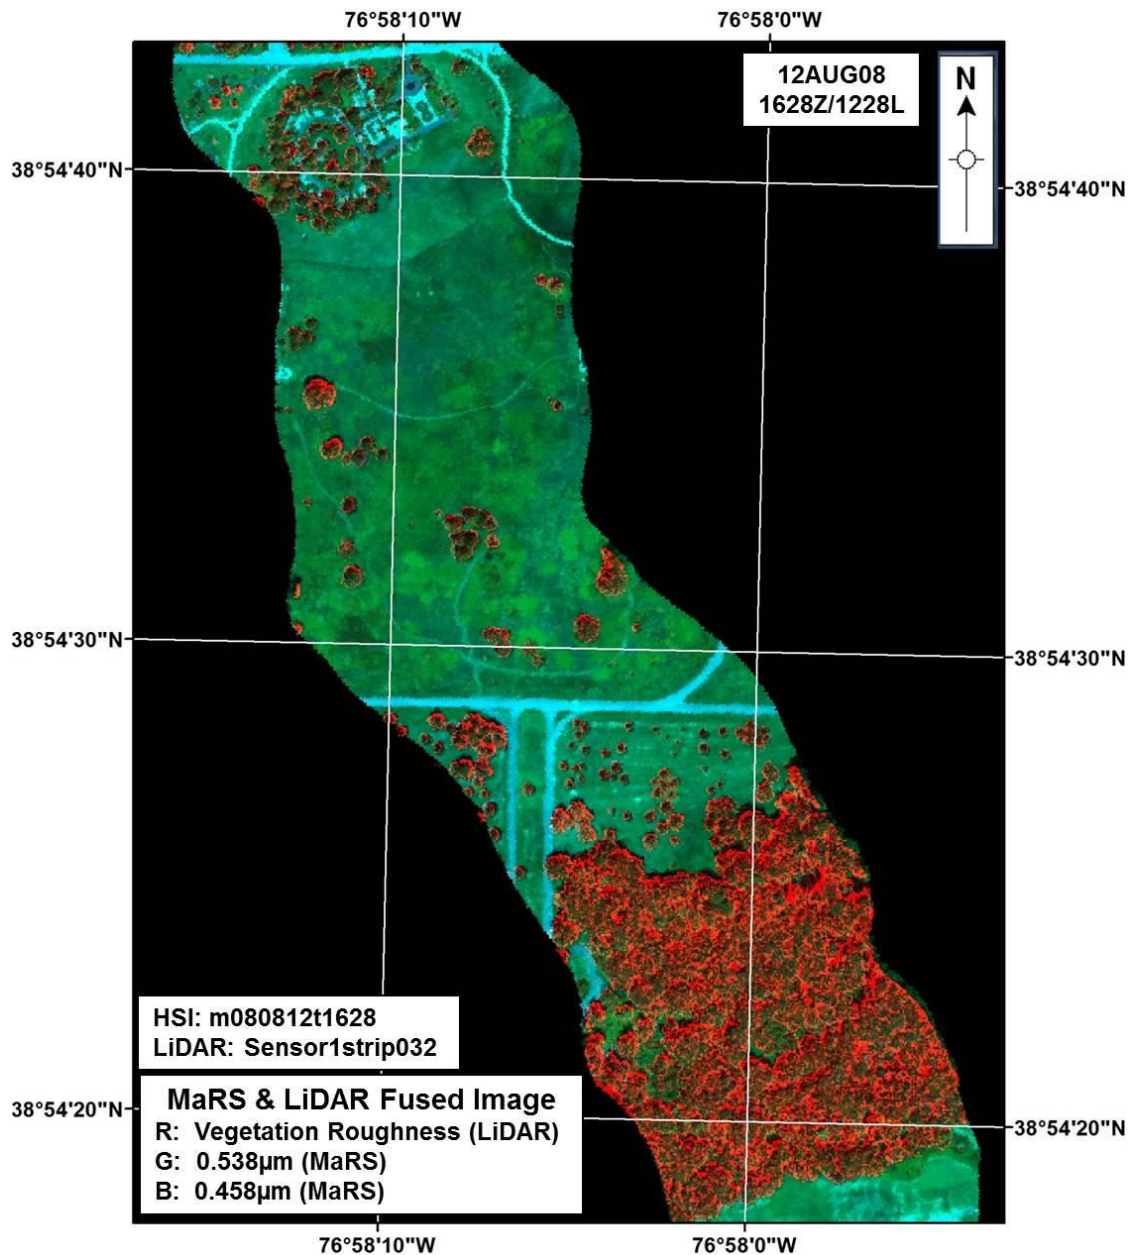 76°58'10"W
76°58'0"W
12AUG08
1628Z/1228L
N
38°54'40"N
38°54'40"N
38°54'30"N
38°54'30"N
HSI: m080812t1628
LiDAR: Sensor1strip032
MaRS & LiDAR Fused Image
R: Vegetation Roughness (LiDAR)
G: 0.538µm (MaRS)
B: 0.458µm (MaRS)
38°54'20"N
38°54'20"N
76°58'10"W
76°58'0"W